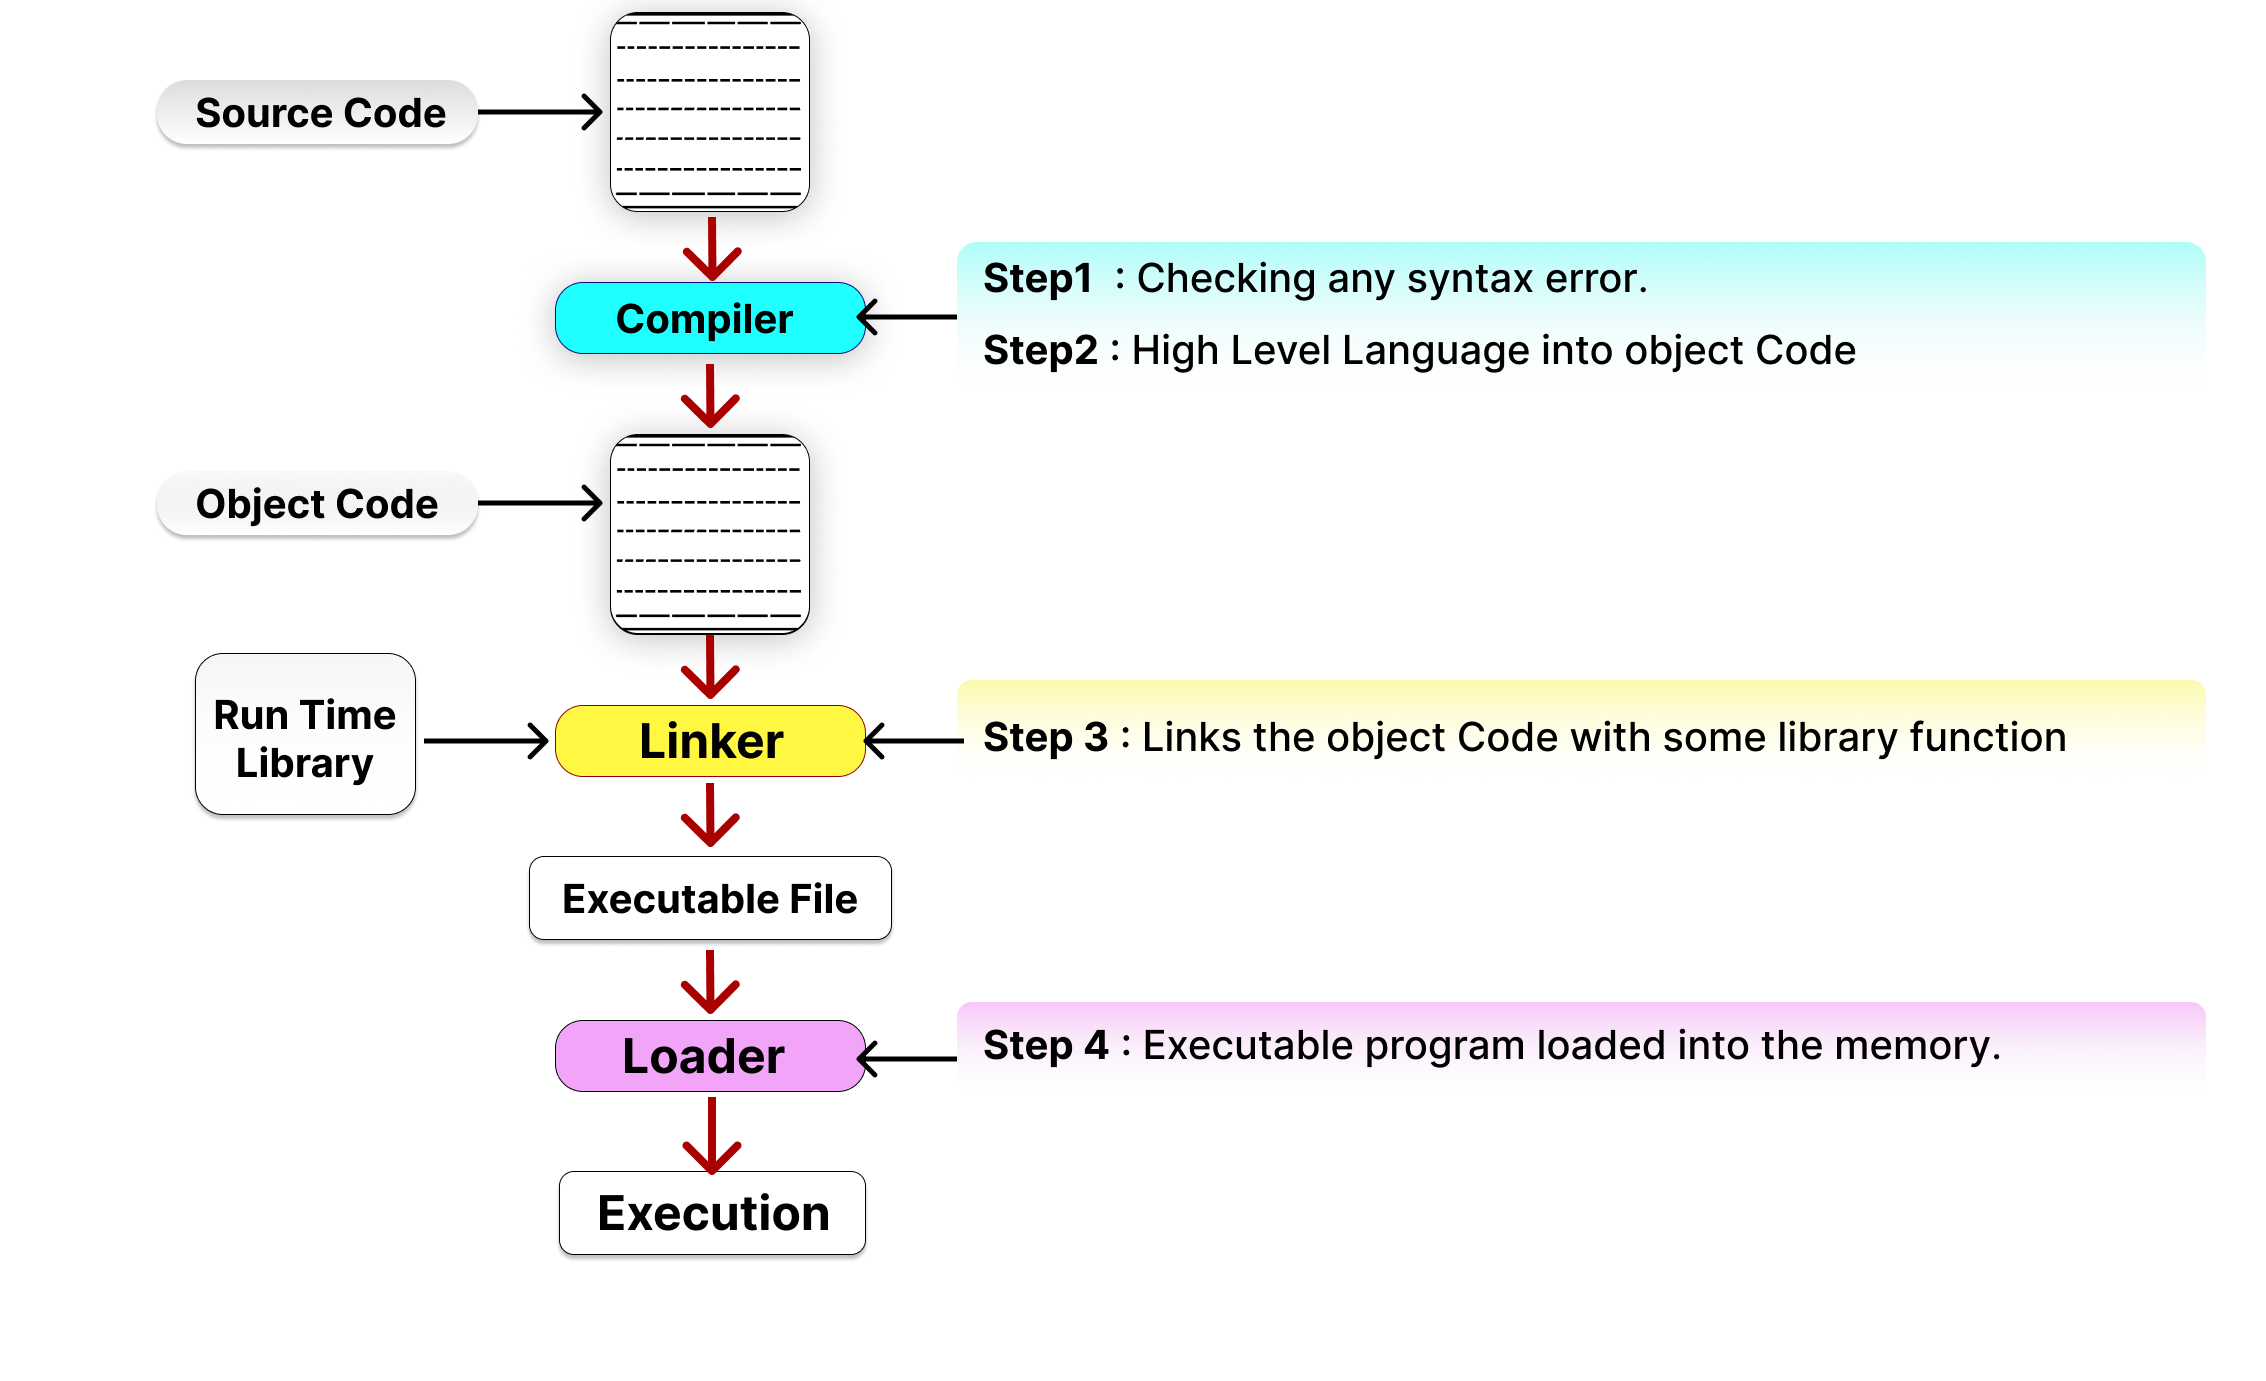 Source Code
Step1 : Checking any syntax error.
Compiler
Step2 : High Level Language into object Code
Object Code
Run Time
Library
Linker
Step 3 : Links the object Code with some library function
Executable File
Loader
Step 4 : Executable program loaded into the memory.
Execution